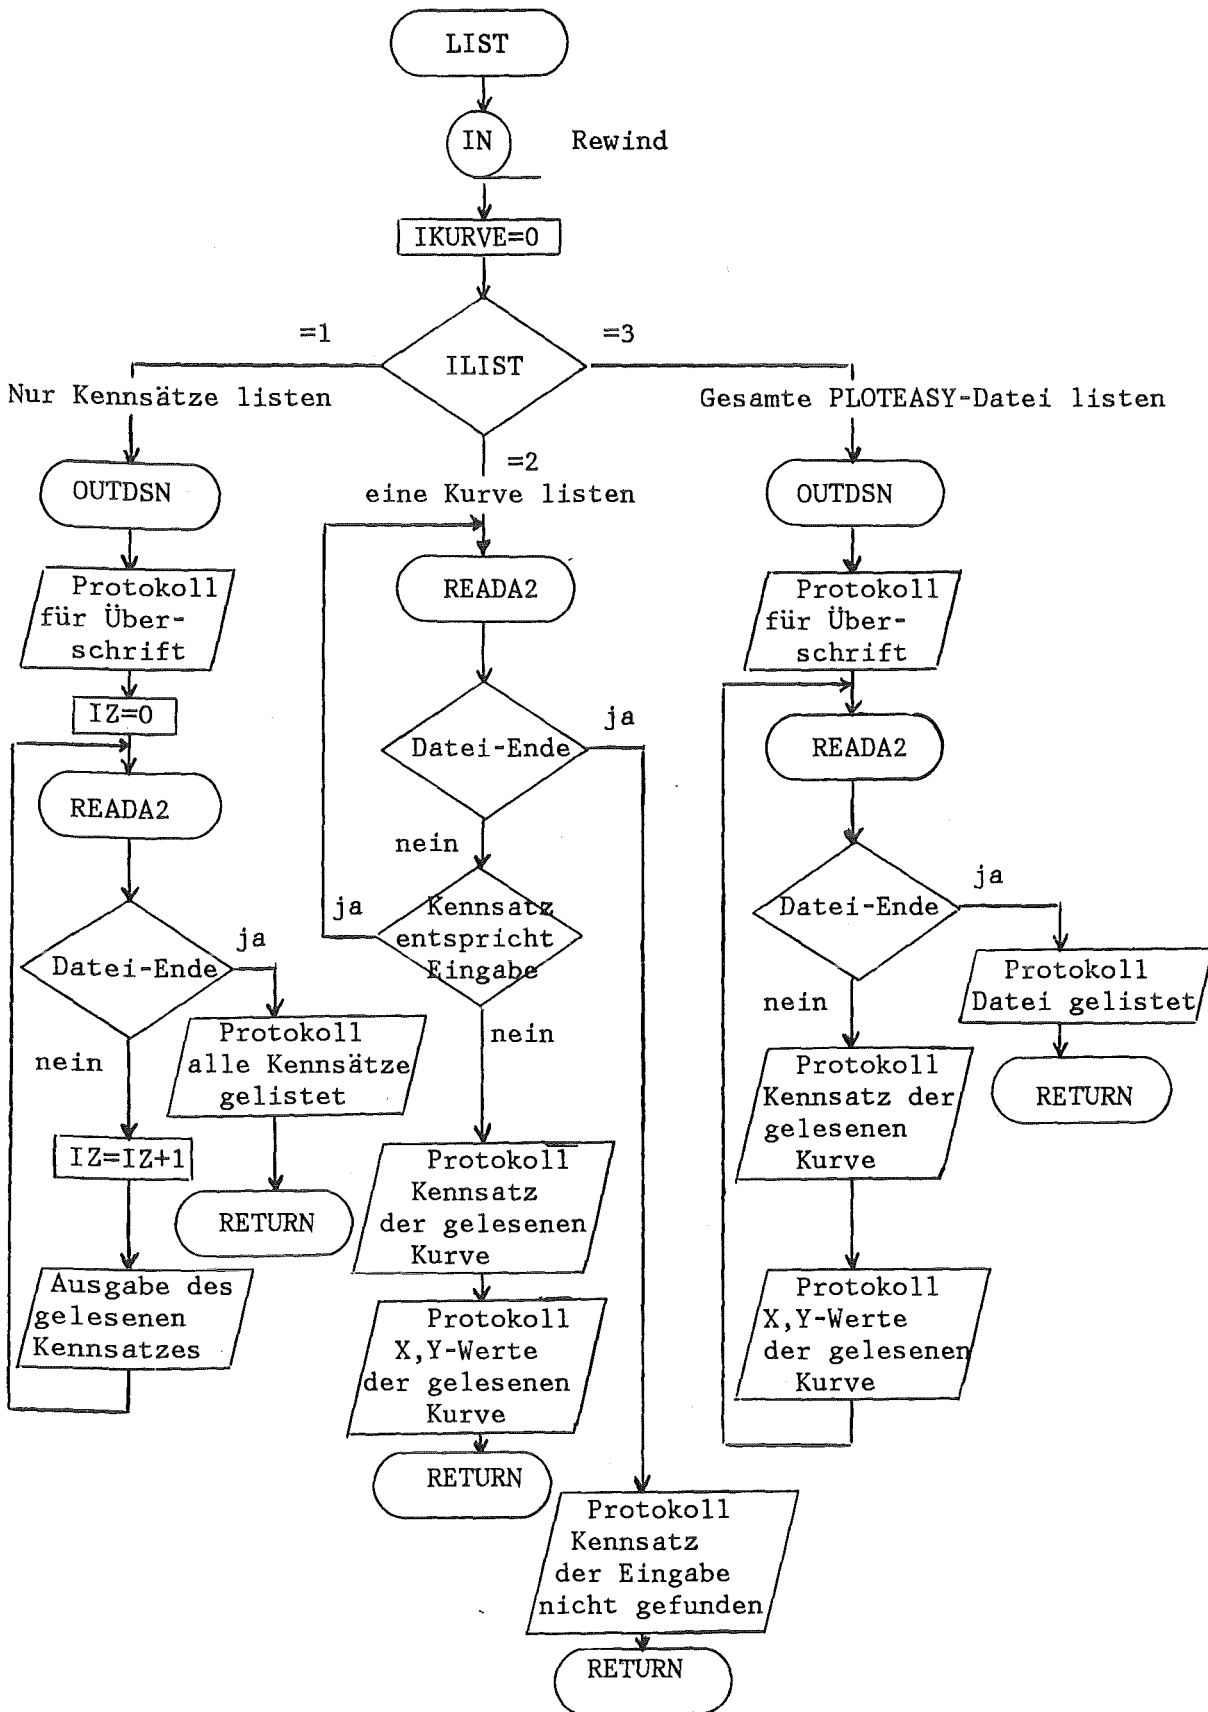 LIST
IN
Rewind
IKURVE=0
=1
=3
ILIST
Nur Kennsätze listen
Gesamte PLOTEASY-Datei listen
=2
eine Kurve listen
OUTDSN
Protokoll
für Über-
schrift
IZ=0
READA2
Datei-Ende
ja
nein
Protokoll
alle Kennsätze
gelistet
RETURN
IZ=IZ+1
Ausgabe des
gelesenen
Kennsatzes
READA2
Datei-Ende
ja
nein
Kennsatz
entspricht
Eingabe
ja
nein
Protokoll
Kennsatz
der gelesenen
Kurve
Protokoll
X,Y-Werte
der gelesenen
Kurve
RETURN
Protokoll
Kennsatz
der Eingabe
nicht gefunden
RETURN
OUTDSN
Protokoll
für Über-
schrift
READA2
Datei-Ende
ja
nein
Protokoll
Datei gelistet
RETURN
Protokoll
Kennsatz der
gelesenen
Kurve
Protokoll
X,Y-Werte
der gelesenen
Kurve